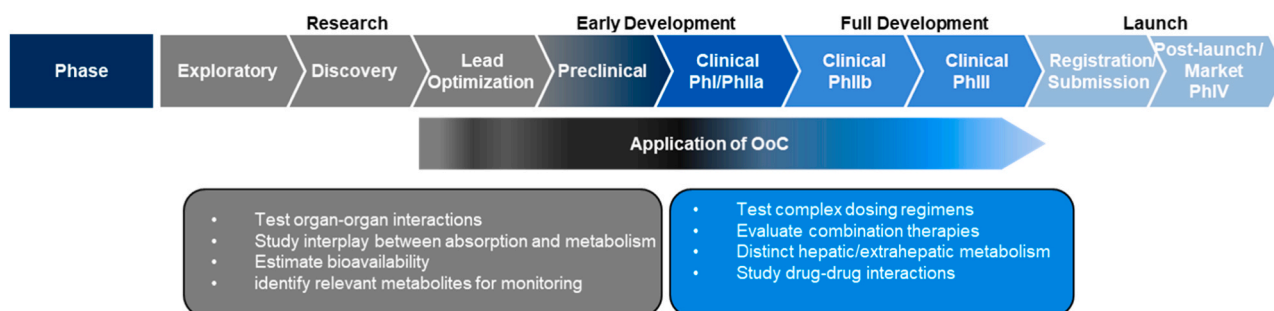 Research
Early Development
Full Development
Launch
Phase
Exploratory
Discovery
Lead
Optimization
Preclinical
Clinical
PhI/PhIIa
Clinical
PhIIb
Clinical
PhIII
Registration/
Submission
Post-launch/
Market
PhIV
Application of OoC
• Test organ-organ interactions
• Study interplay between absorption and metabolism
• Estimate bioavailability
• identify relevant metabolites for monitoring
• Test complex dosing regimens
• Evaluate combination therapies
• Distinct hepatic/extrahepatic metabolism
• Study drug-drug interactions